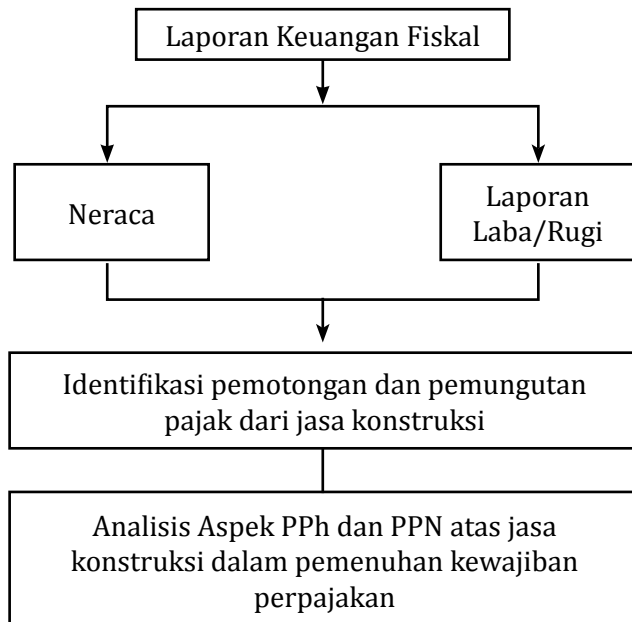 Laporan Keuangan Fiskal
Neraca
Laporan
Laba/Rugi
Identifikasi pemotongan dan pemungutan
pajak dari jasa konstruksi
Analisis Aspek PPh dan PPN atas jasa
konstruksi dalam pemenuhan kewajiban
perpajakan